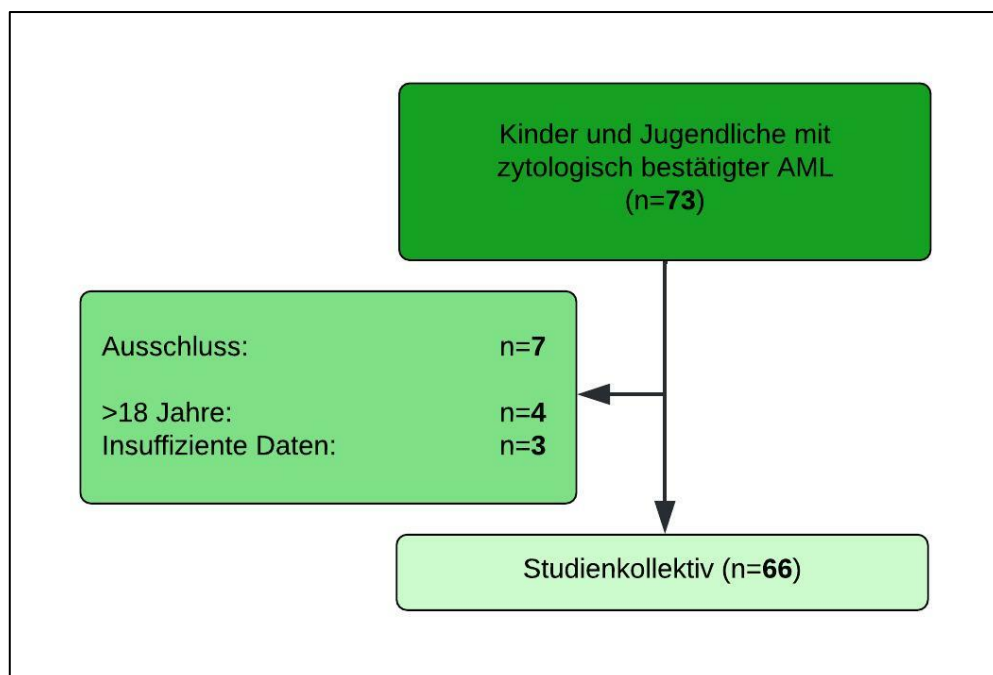 Kinder und Jugendliche mit
zytologisch bestätigter AML
(n=73)
Ausschluss: n=7
>18 Jahre: n=4
Insuffiziente Daten: n=3
Studienkollektiv (n=66)